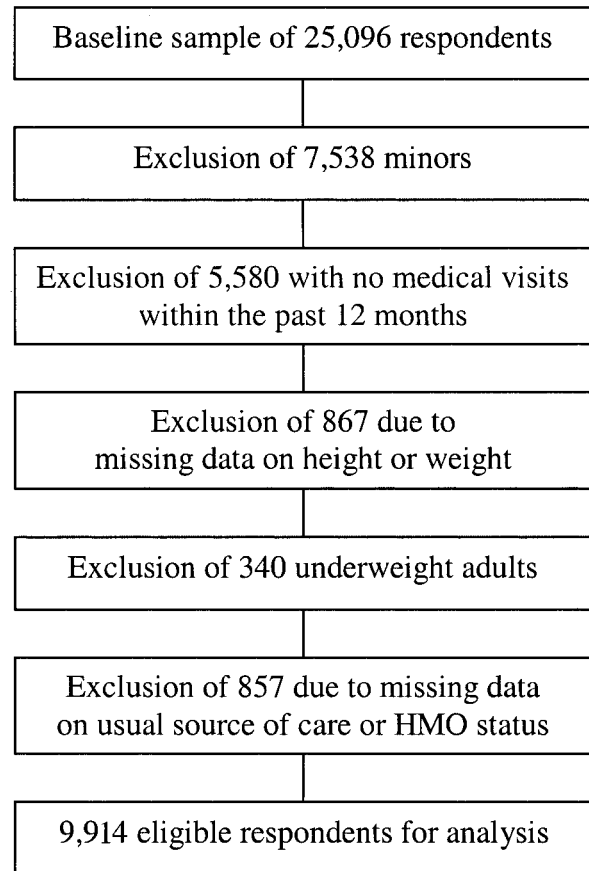 Baseline sample of 25,096 respondents
Exclusion of 7,538 minors
Exclusion of 5,580 with no medical visits
within the past 12 months
Exclusion of 867 due to
missing data on height or weight
Exclusion of 340 underweight adults
Exclusion of 857 due to missing data
on usual source of care or HMO status
9,914 eligible respondents for analysis